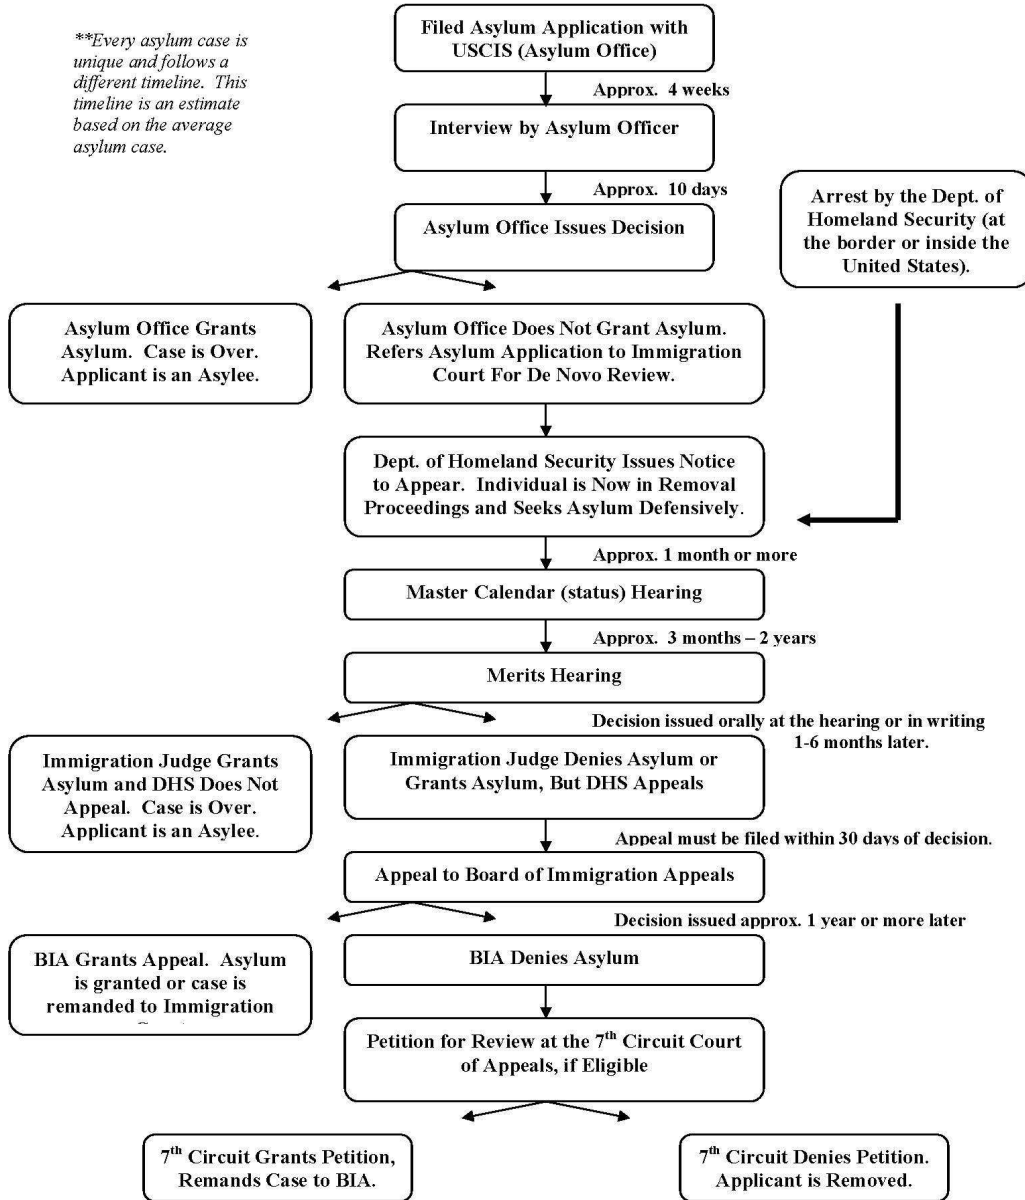 **Every asylum case is
unique and follows a
different timeline. This
timeline is an estimate
based on the average
asylum case.
Filed Asylum Application with
USCIS (Asylum Office)
Approx. 4 weeks
Interview by Asylum Officer
Approx. 10 days
Asylum Office Issues Decision
Arrest by the Dept. of
Homeland Security (at
the border or inside the
United States).
Asylum Office Grants
Asylum. Case is Over.
Applicant is an Asylee.
Asylum Office Does Not Grant Asylum.
Refers Asylum Application to Immigration
Court For De Novo Review.
Dept. of Homeland Security Issues Notice
to Appear. Individual is Now in Removal
Proceedings and Seeks Asylum Defensively.
Approx. 1 month or more
Master Calendar (status) Hearing
Approx. 3 months – 2 years
Merits Hearing
Decision issued orally at the hearing or in writing
1-6 months later.
Immigration Judge Grants
Asylum and DHS Does Not
Appeal. Case is Over.
Applicant is an Asylee.
Immigration Judge Denies Asylum or
Grants Asylum, But DHS Appeals
Appeal must be filed within 30 days of decision.
Appeal to Board of Immigration Appeals
Decision issued approx. 1 year or more later
BIA Grants Appeal. Asylum
is granted or case is
remanded to Immigration
BIA Denies Asylum
Petition for Review at the 7th Circuit Court
of Appeals, if Eligible
7th Circuit Grants Petition,
Remands Case to BIA.
7th Circuit Denies Petition.
Applicant is Removed.